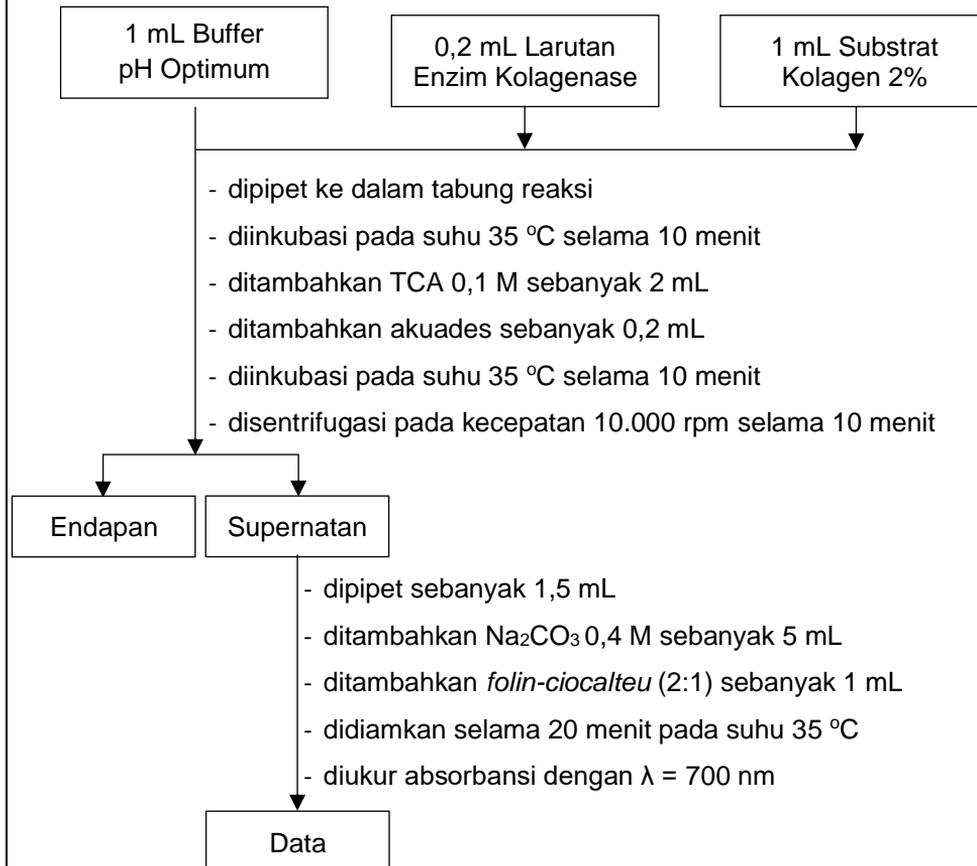 1 mL Buffer
pH Optimum
0,2 mL Larutan
Enzim Kolagenase
1 mL Substrat
Kolagen 2%
- dipipet ke dalam tabung reaksi
- diinkubasi pada suhu 35 °C selama 10 menit
- ditambahkan TCA 0,1 M sebanyak 2 mL
- ditambahkan akuades sebanyak 0,2 mL
- diinkubasi pada suhu 35 °C selama 10 menit
- disentrifugasi pada kecepatan 10.000 rpm selama 10 menit
Endapan
Supernatan
- dipipet sebanyak 1,5 mL
- ditambahkan Na₂CO₃ 0,4 M sebanyak 5 mL
- ditambahkan folin-ciocalteu (2:1) sebanyak 1 mL
- didiamkan selama 20 menit pada suhu 35 °C
- diukur absorbansi dengan λ = 700 nm
Data